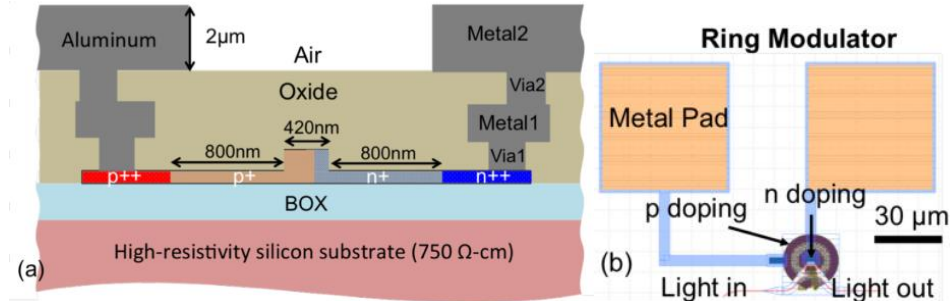 Aluminum
2μm
Metal2
Air
Oxide
Via2
420nm
Metal1
800nm
800nm
Via1
p++
p+
n+
n++
BOX
High-resistivity silicon substrate (750 Ω-cm)
(a)
Ring Modulator
Metal Pad
n doping
p doping
30 μm
(b)
Light in
Light out